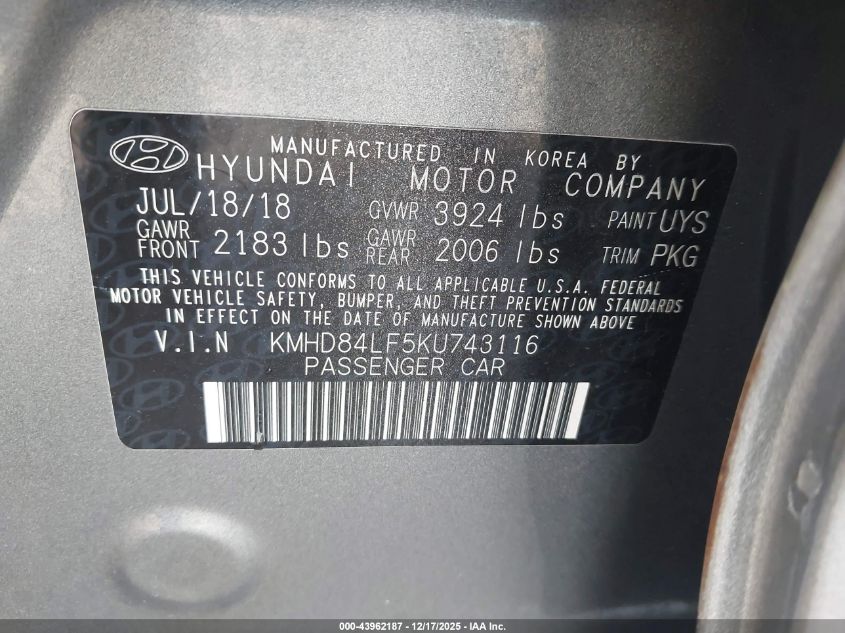 MANUFACTURED IN KOREA BY
HYUNDAI MOTOR COMPANY
JUL/18/18 GVWR 3924 lbs PAINT UYS
GAWR FRONT 2183 lbs GAWR REAR 2006 lbs TRIM PKG
THIS VEHICLE CONFORMS TO ALL APPLICABLE U.S.A. FEDERAL
MOTOR VEHICLE SAFETY, BUMPER, AND THEFT PREVENTION STANDARDS
IN EFFECT ON THE DATE OF MANUFACTURE SHOWN ABOVE
V.I.N KMHD84LF5KU743116
PASSENGER CAR
000-43962187 - 12/17/2025 - IAA Inc.